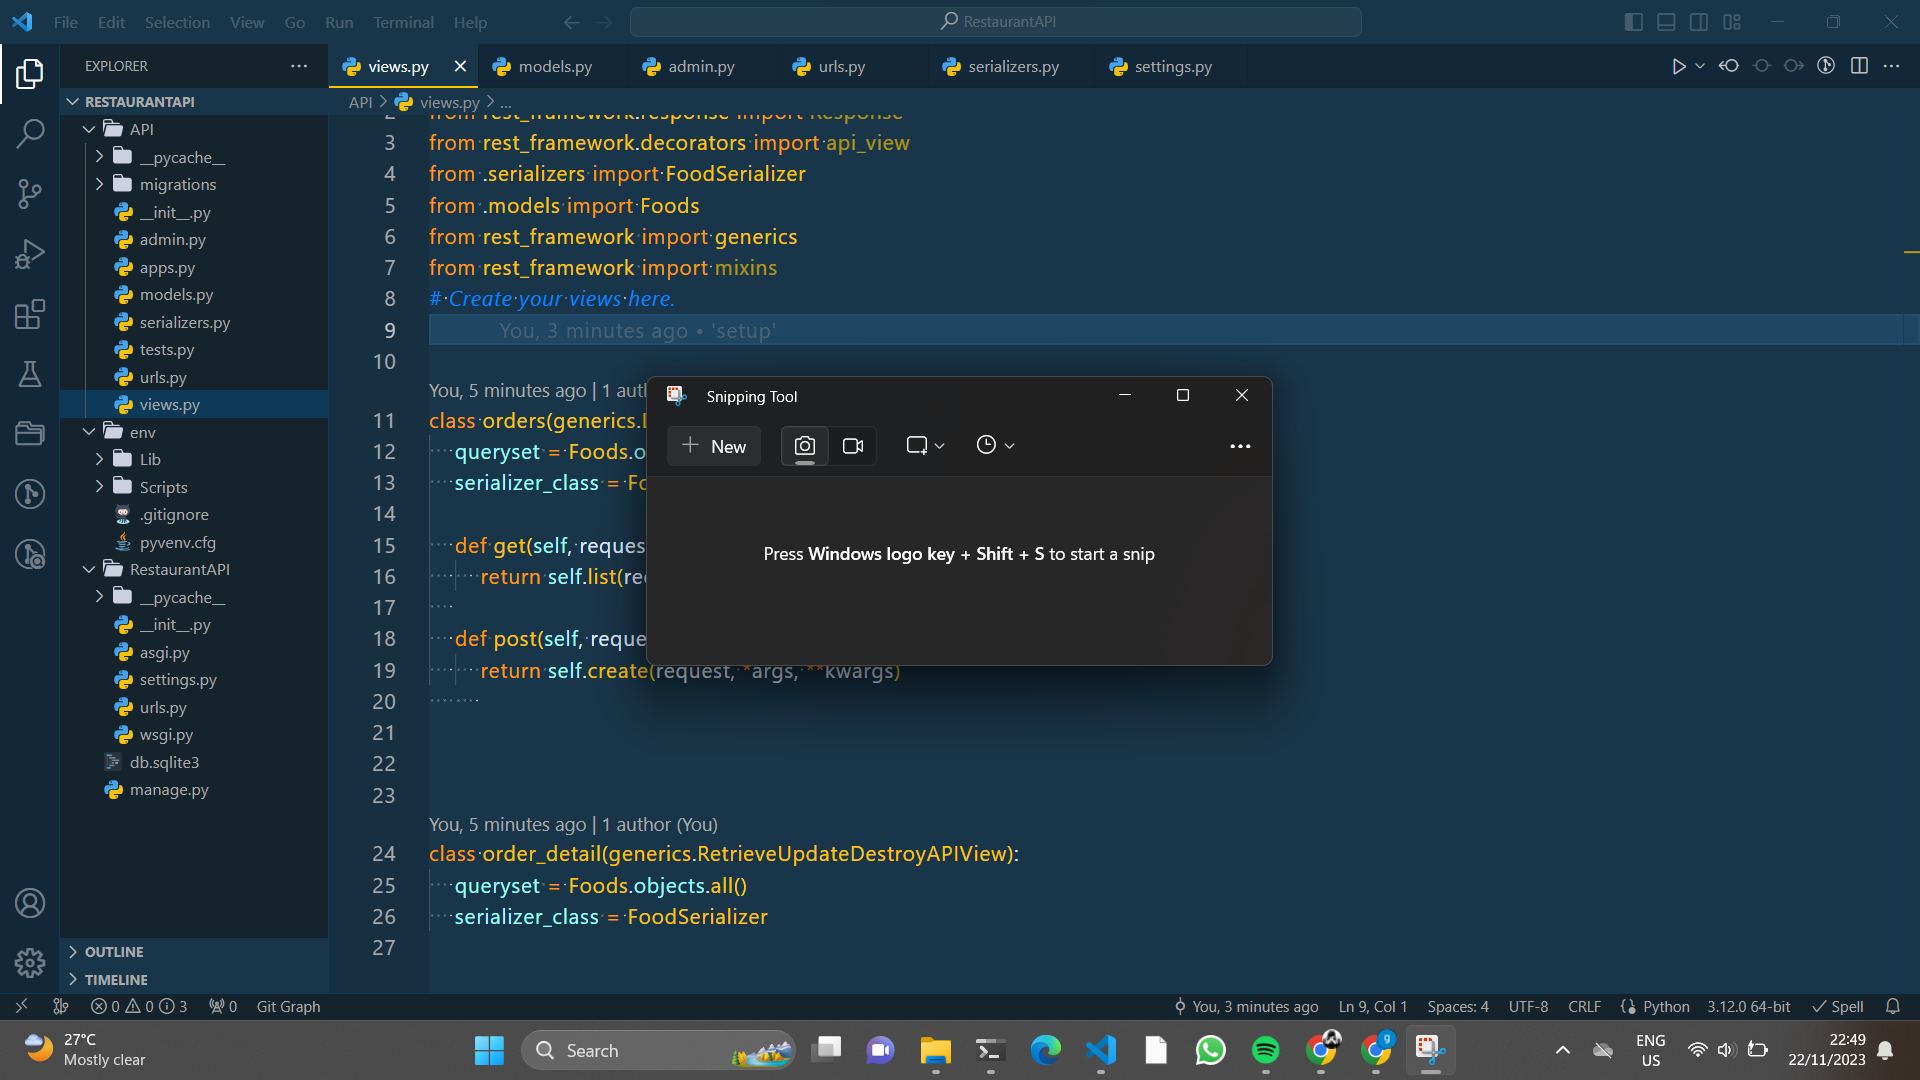 File Edit Selection View Go Run Terminal Help
RestaurantAPI
EXPLORER
views.py
models.py
admin.py
urls.py
serializers.py
settings.py
RESTAURANTAPI
API
__pycache__
migrations
__init__.py
admin.py
apps.py
models.py
serializers.py
tests.py
urls.py
views.py
env
Lib
Scripts
.gitignore
pyvenv.cfg
RestaurantAPI
__pycache__
__init__.py
asgi.py
settings.py
urls.py
wsgi.py
db.sqlite3
manage.py
OUTLINE
TIMELINE
API > views.py > ...
2 from rest_framework.response import Response
3 from rest_framework.decorators import api_view
4 from .serializers import FoodSerializer
5 from .models import Foods
6 from rest_framework import generics
7 from rest_framework import mixins
8 # Create your views here.
9 You, 3 minutes ago • 'setup'
10
You, 5 minutes ago | 1 auth
11 class orders(generics.
12 queryset = Foods.o
13 serializer_class = Fo
14
15 def get(self, reques
16 return self.list(re
17
18 def post(self, reque
19 return self.create(request, *args, **kwargs)
20
21
22
23
You, 5 minutes ago | 1 author (You)
24 class order_detail(generics.RetrieveUpdateDestroyAPIView):
25 queryset = Foods.objects.all()
26 serializer_class = FoodSerializer
27
Snipping Tool
New
Press Windows logo key + Shift + S to start a snip
0 0 3 0 Git Graph
You, 3 minutes ago Ln 9, Col 1 Spaces: 4 UTF-8 CRLF Python 3.12.0 64-bit Spell
27°C
Mostly clear
Search
g
ENG
US
22:49
22/11/2023